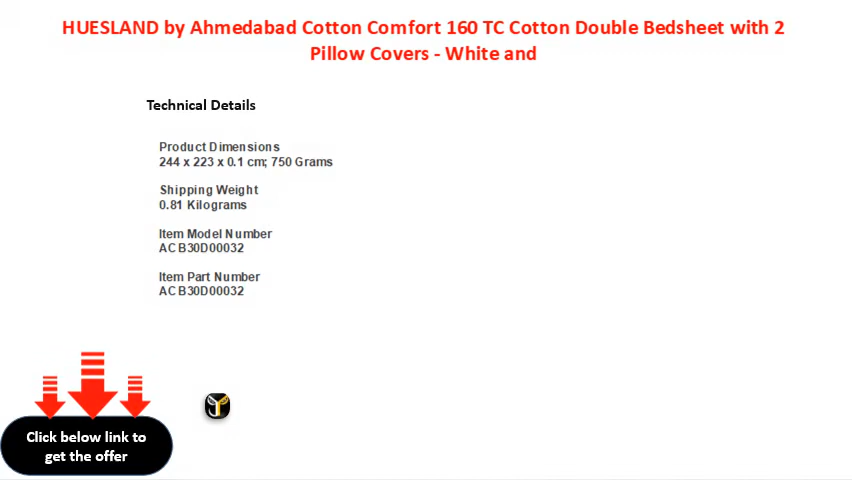 HUESLAND by Ahmedabad Cotton Comfort 160 TC Cotton Double Bedsheet with 2
Pillow Covers - White and
Technical Details
Product Dimensions
244 x 223 x 0.1 cm; 750 Grams
Shipping Weight
0.81 Kilograms
Item Model Number
ACB30D00032
Item Part Number
ACB30D00032
Click below link to
get the offer